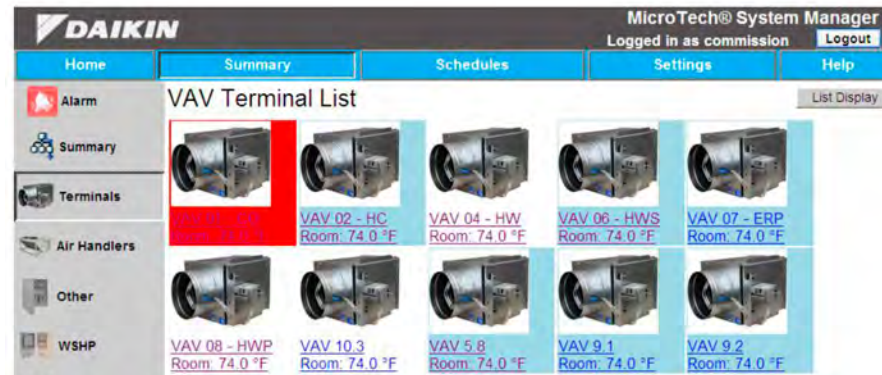 DAIKIN
MicroTech® System Manager
Logged in as commission
Logout
Home
Summary
Schedules
Settings
Help
Alarm
Summary
Terminals
Air Handlers
Other
WSHP
VAV Terminal List
List Display
VAV 02 - HC
Room: 74.0 °F
VAV 04 - HW
Room: 74.0 °F
VAV 06 - HWS
Room: 74.0 °F
VAV 07 - ERP
Room: 74.0 °F
VAV 08 - HWP
Room: 74.0 °F
VAV 10.3
Room: 74.0 °F
VAV 5.8
Room: 74.0 °F
VAV 9.1
Room: 74.0 °F
VAV 9.2
Room: 74.0 °F